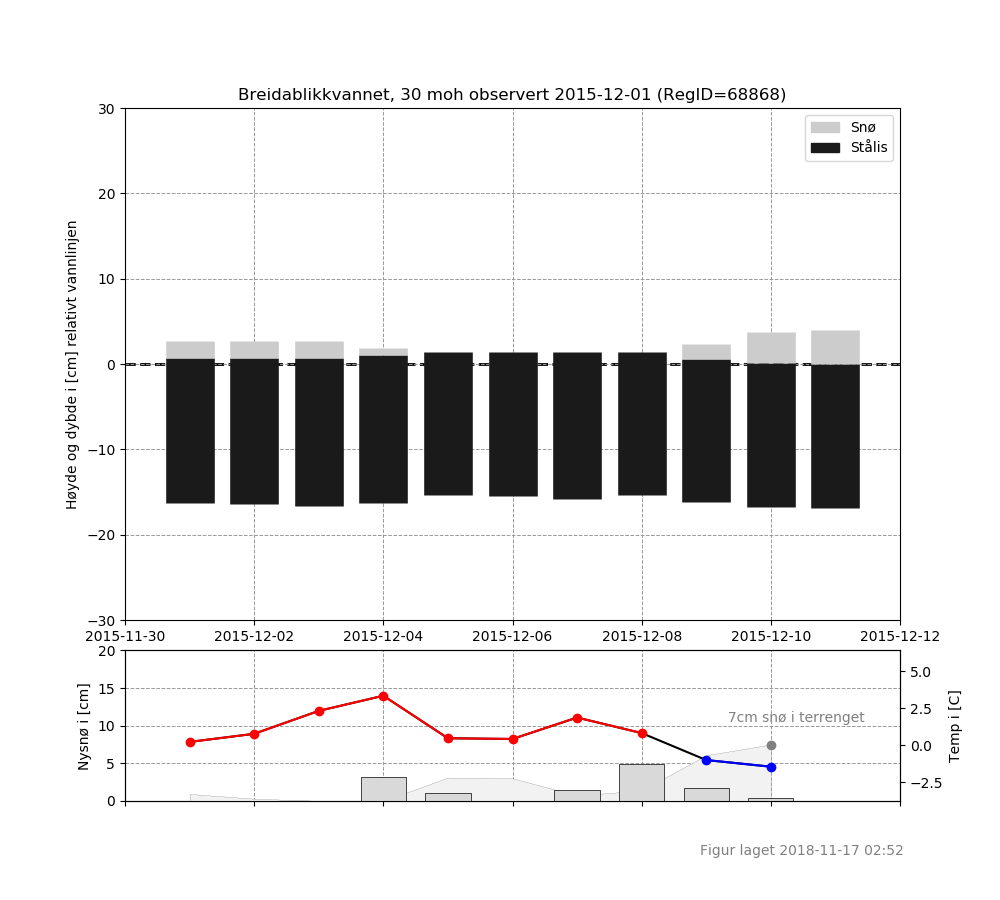 Breidablikkvannet, 30 moh observert 2015-12-01 (RegID=68868)
Snø
Stålis
Høyde og dybde i [cm] relativt vannlinjen
30
20
10
0
−10
−20
−30
2015-11-30 2015-12-02 2015-12-04 2015-12-06 2015-12-08 2015-12-10 2015-12-12
Nysnø i [cm]
20
15
10
5
0
7cm snø i terrenget
5.0
2.5
0.0
−2.5
Temp i [C]
Figur laget 2018-11-17 02:52